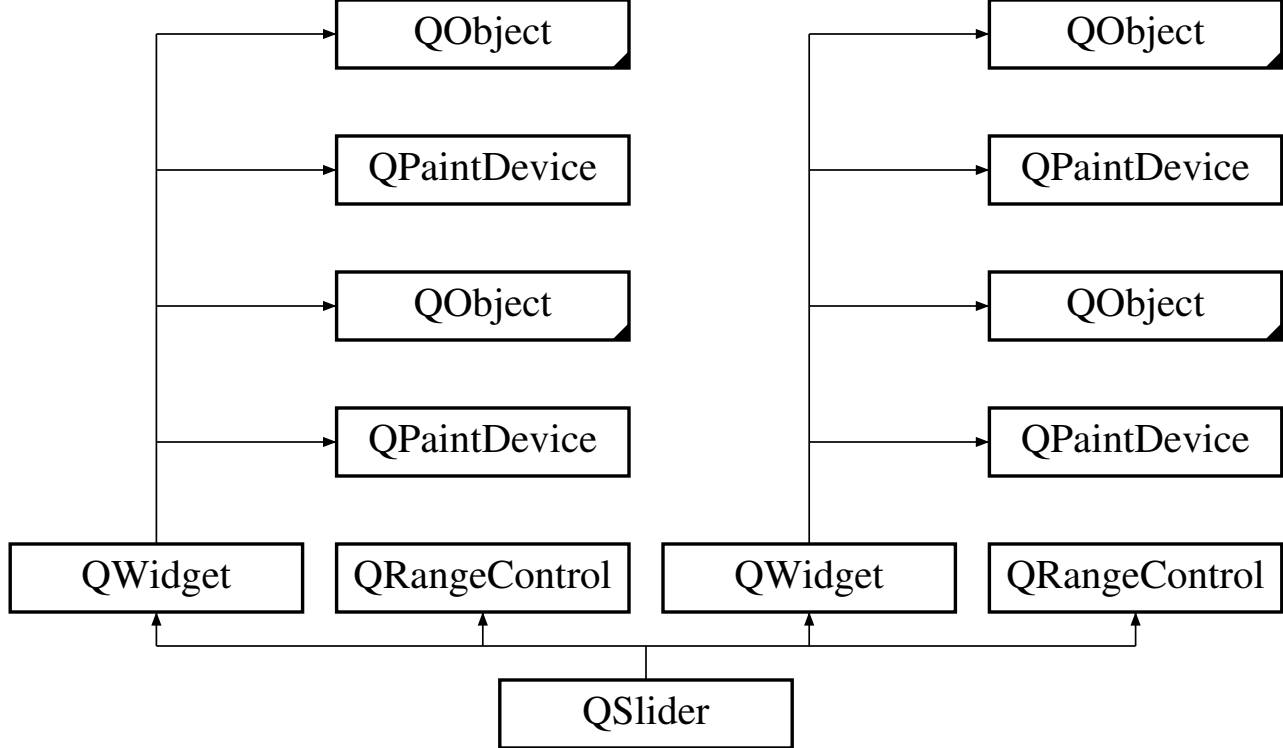 QObject QObject
QPaintDevice QPaintDevice
QObject QObject
QPaintDevice QPaintDevice
QWidget QRangeControl QWidget QRangeControl
QSlider